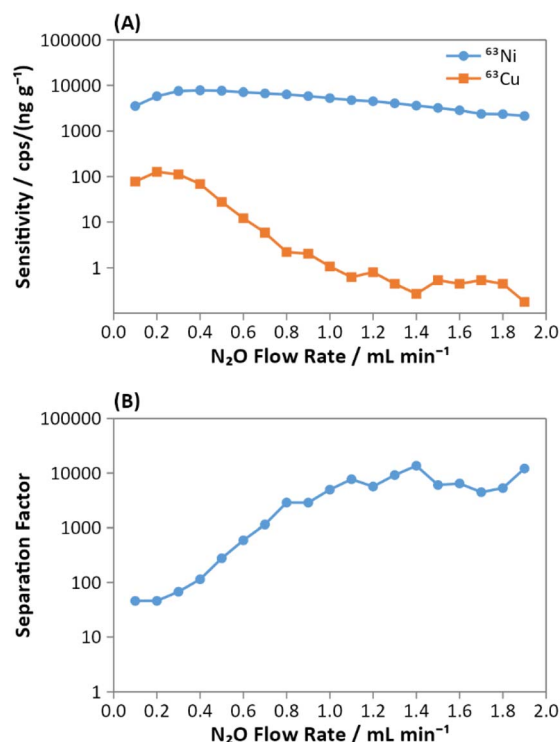 (A)
100000
10000
1000
100
10
1
Sensitivity / cps/(ng g⁻¹)
⁶³Ni
⁶³Cu
0.0 0.2 0.4 0.6 0.8 1.0 1.2 1.4 1.6 1.8 2.0
N₂O Flow Rate / mL min⁻¹
(B)
100000
10000
1000
100
10
1
Separation Factor
0.0 0.2 0.4 0.6 0.8 1.0 1.2 1.4 1.6 1.8 2.0
N₂O Flow Rate / mL min⁻¹